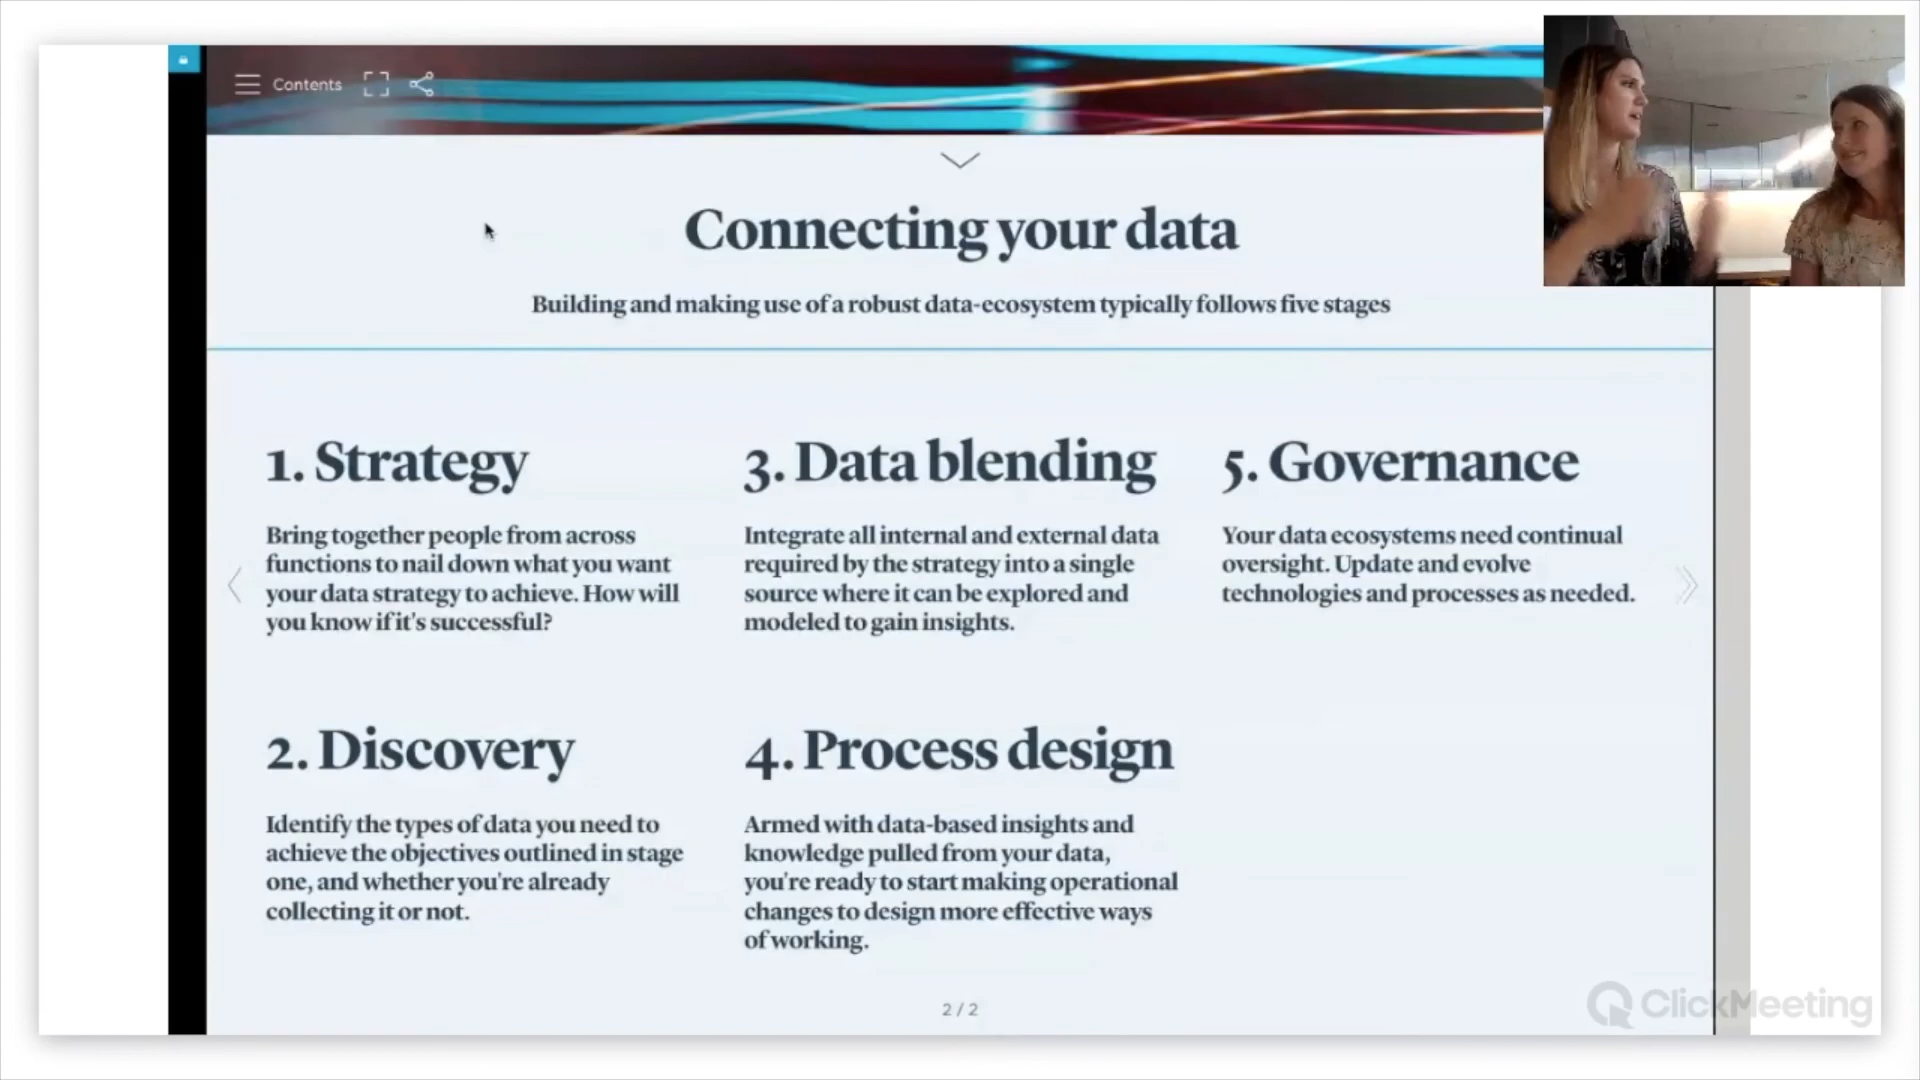 Contents
Connecting your data
Building and making use of a robust data-ecosystem typically follows five stages
1. Strategy
Bring together people from across
functions to nail down what you want
your data strategy to achieve. How will
you know if it's successful?
2. Discovery
Identify the types of data you need to
achieve the objectives outlined in stage
one, and whether you're already
collecting it or not.
3. Data blending
Integrate all internal and external data
required by the strategy into a single
source where it can be explored and
modeled to gain insights.
4. Process design
Armed with data-based insights and
knowledge pulled from your data,
you're ready to start making operational
changes to design more effective ways
of working.
5. Governance
Your data ecosystems need continual
oversight. Update and evolve
technologies and processes as needed.
2 / 2
ClickMeeting